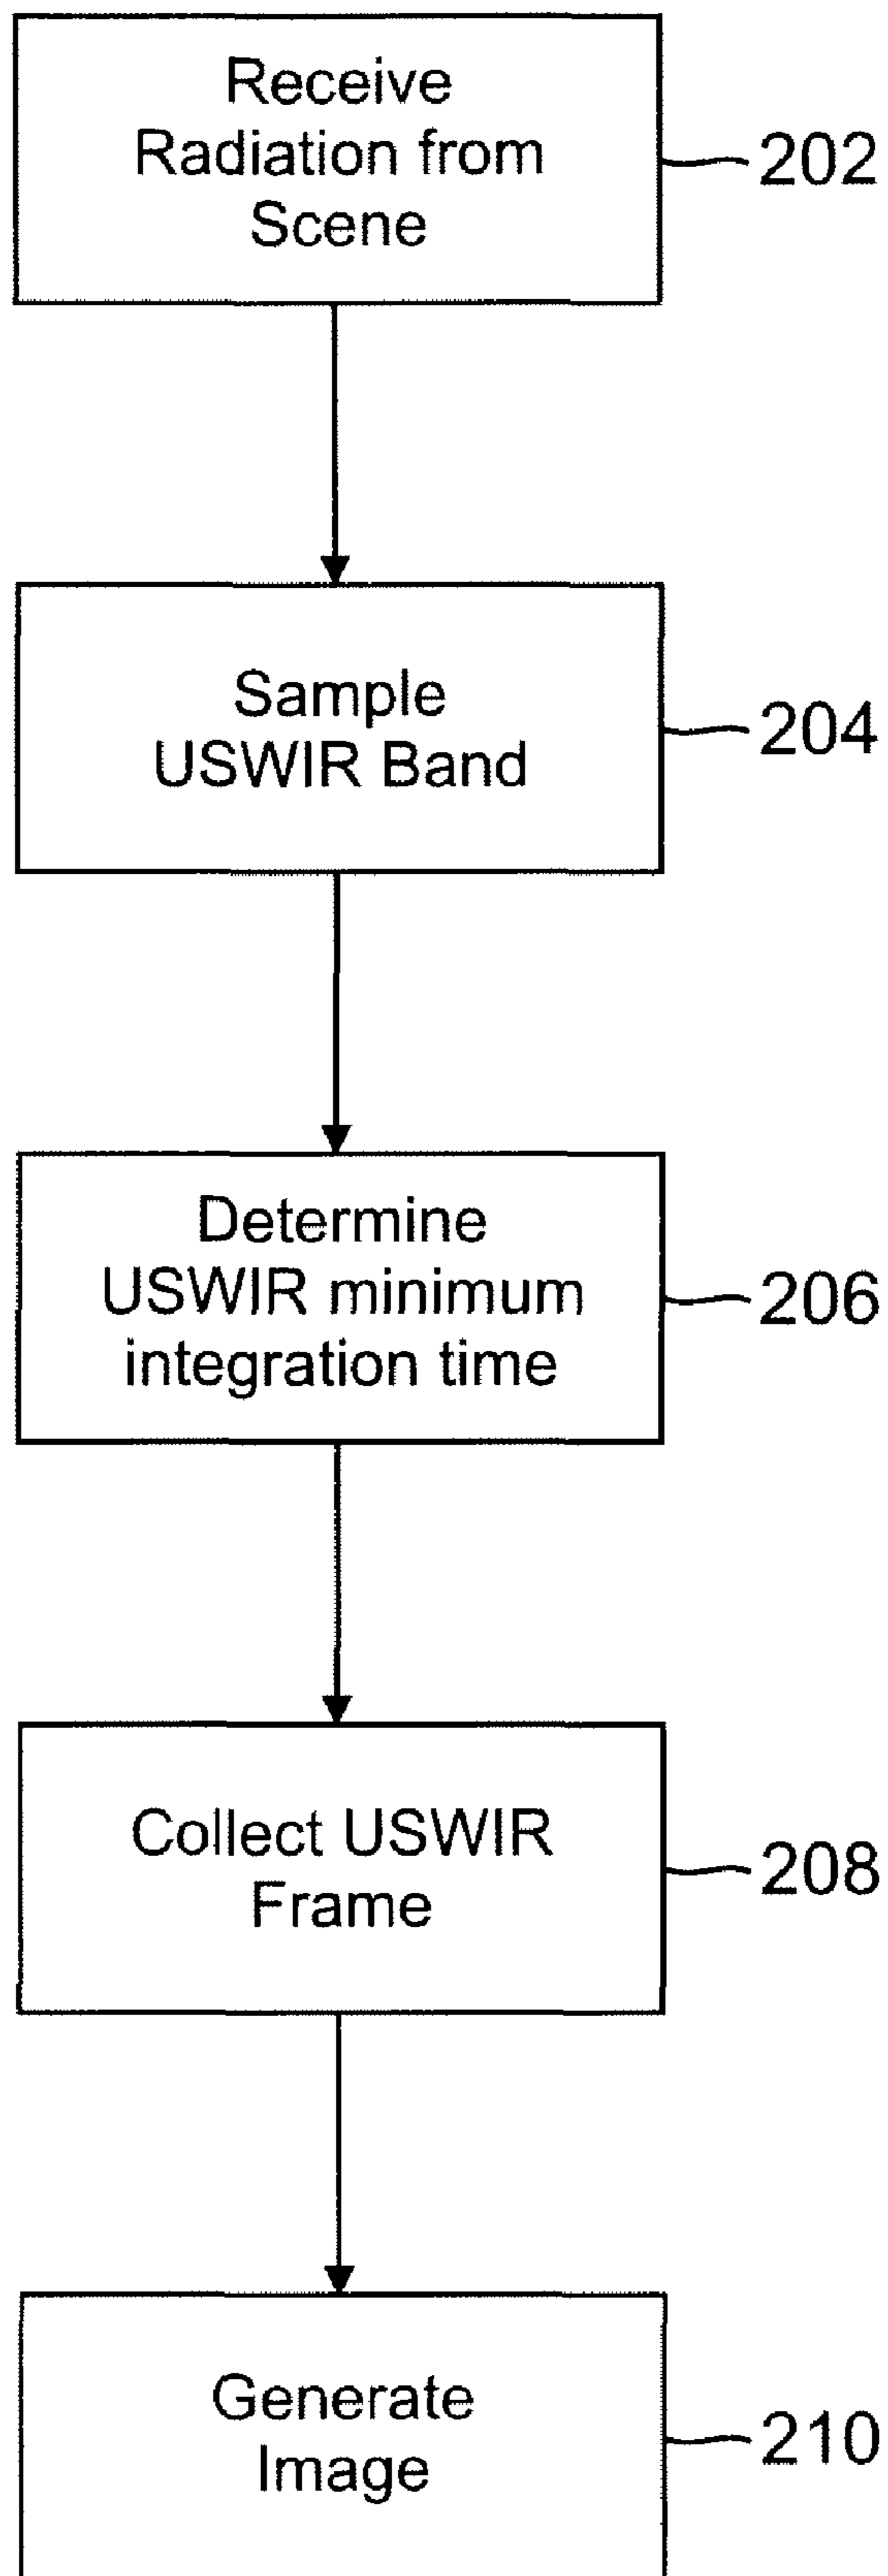 Receive
Radiation from
Scene
202
Sample
USWIR Band
204
Determine
USWIR minimum
integration time
206
Collect USWIR
Frame
208
Generate
Image
210